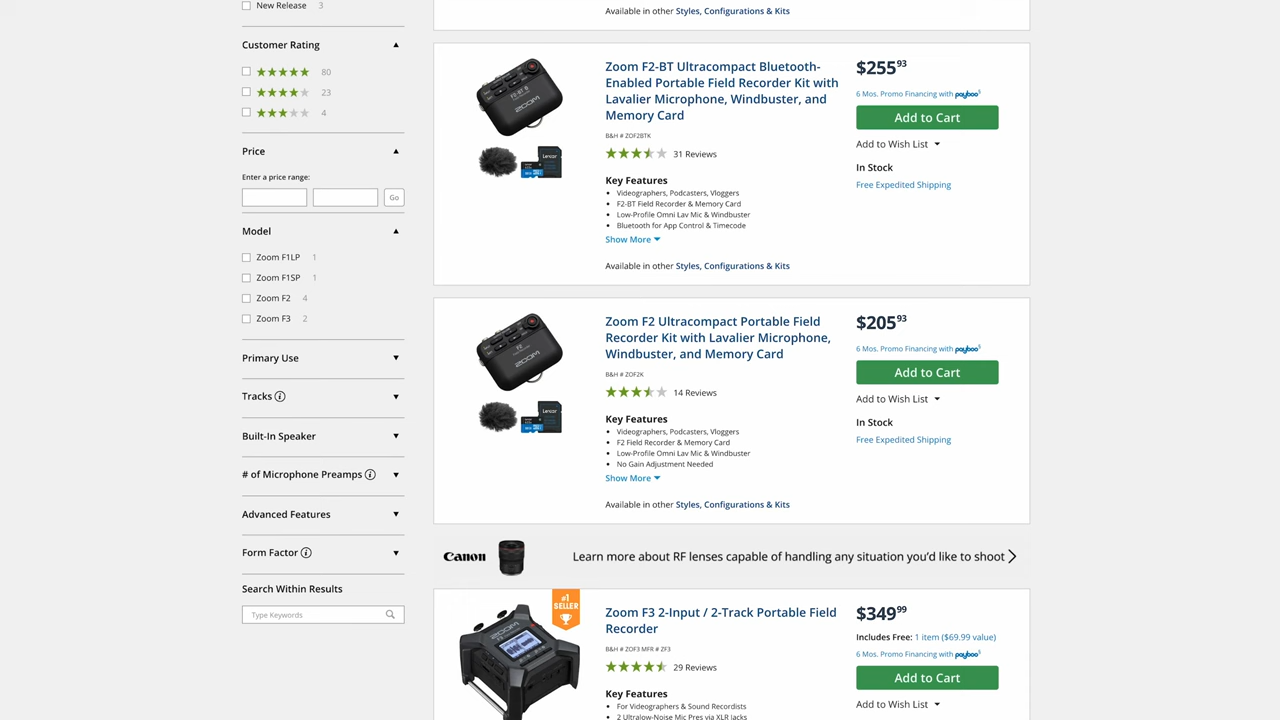 New Release 3
Customer Rating
80
23
4
Price
Enter a price range:
Go
Model
Zoom F1LP 1
Zoom F1SP 1
Zoom F2 4
Zoom F3 2
Primary Use
Tracks
Built-In Speaker
# of Microphone Preamps
Advanced Features
Form Factor
Search Within Results
Type Keywords
Available in other Styles, Configurations & Kits
Zoom F2-BT Ultracompact Bluetooth-
Enabled Portable Field Recorder Kit with
Lavalier Microphone, Windbuster, and
Memory Card
B&H # ZOF2BTK
31 Reviews
Key Features
Videographers, Podcasters, Vloggers
F2-BT Field Recorder & Memory Card
Low-Profile Omni Lav Mic & Windbuster
Bluetooth for App Control & Timecode
Show More
Available in other Styles, Configurations & Kits
$255 93
6 Mos. Promo Financing with payboo§
Add to Cart
Add to Wish List
In Stock
Free Expedited Shipping
ZOOM
Lexar
Zoom F2 Ultracompact Portable Field
Recorder Kit with Lavalier Microphone,
Windbuster, and Memory Card
B&H # ZOF2K
14 Reviews
Key Features
Videographers, Podcasters, Vloggers
F2 Field Recorder & Memory Card
Low-Profile Omni Lav Mic & Windbuster
No Gain Adjustment Needed
Show More
Available in other Styles, Configurations & Kits
$205 93
6 Mos. Promo Financing with payboo§
Add to Cart
Add to Wish List
In Stock
Free Expedited Shipping
ZOOM
Lexar
Canon
Learn more about RF lenses capable of handling any situation you'd like to shoot
#1
SELLER
ZOOM
Zoom F3 2-Input / 2-Track Portable Field
Recorder
B&H # ZOF3 MFR # ZF3
29 Reviews
Key Features
For Videographers & Sound Recordists
2 Ultralow-Noise Mic Pres via XLR Jacks
$349 99
Includes Free: 1 item ($69.99 value)
6 Mos. Promo Financing with payboo§
Add to Cart
Add to Wish List